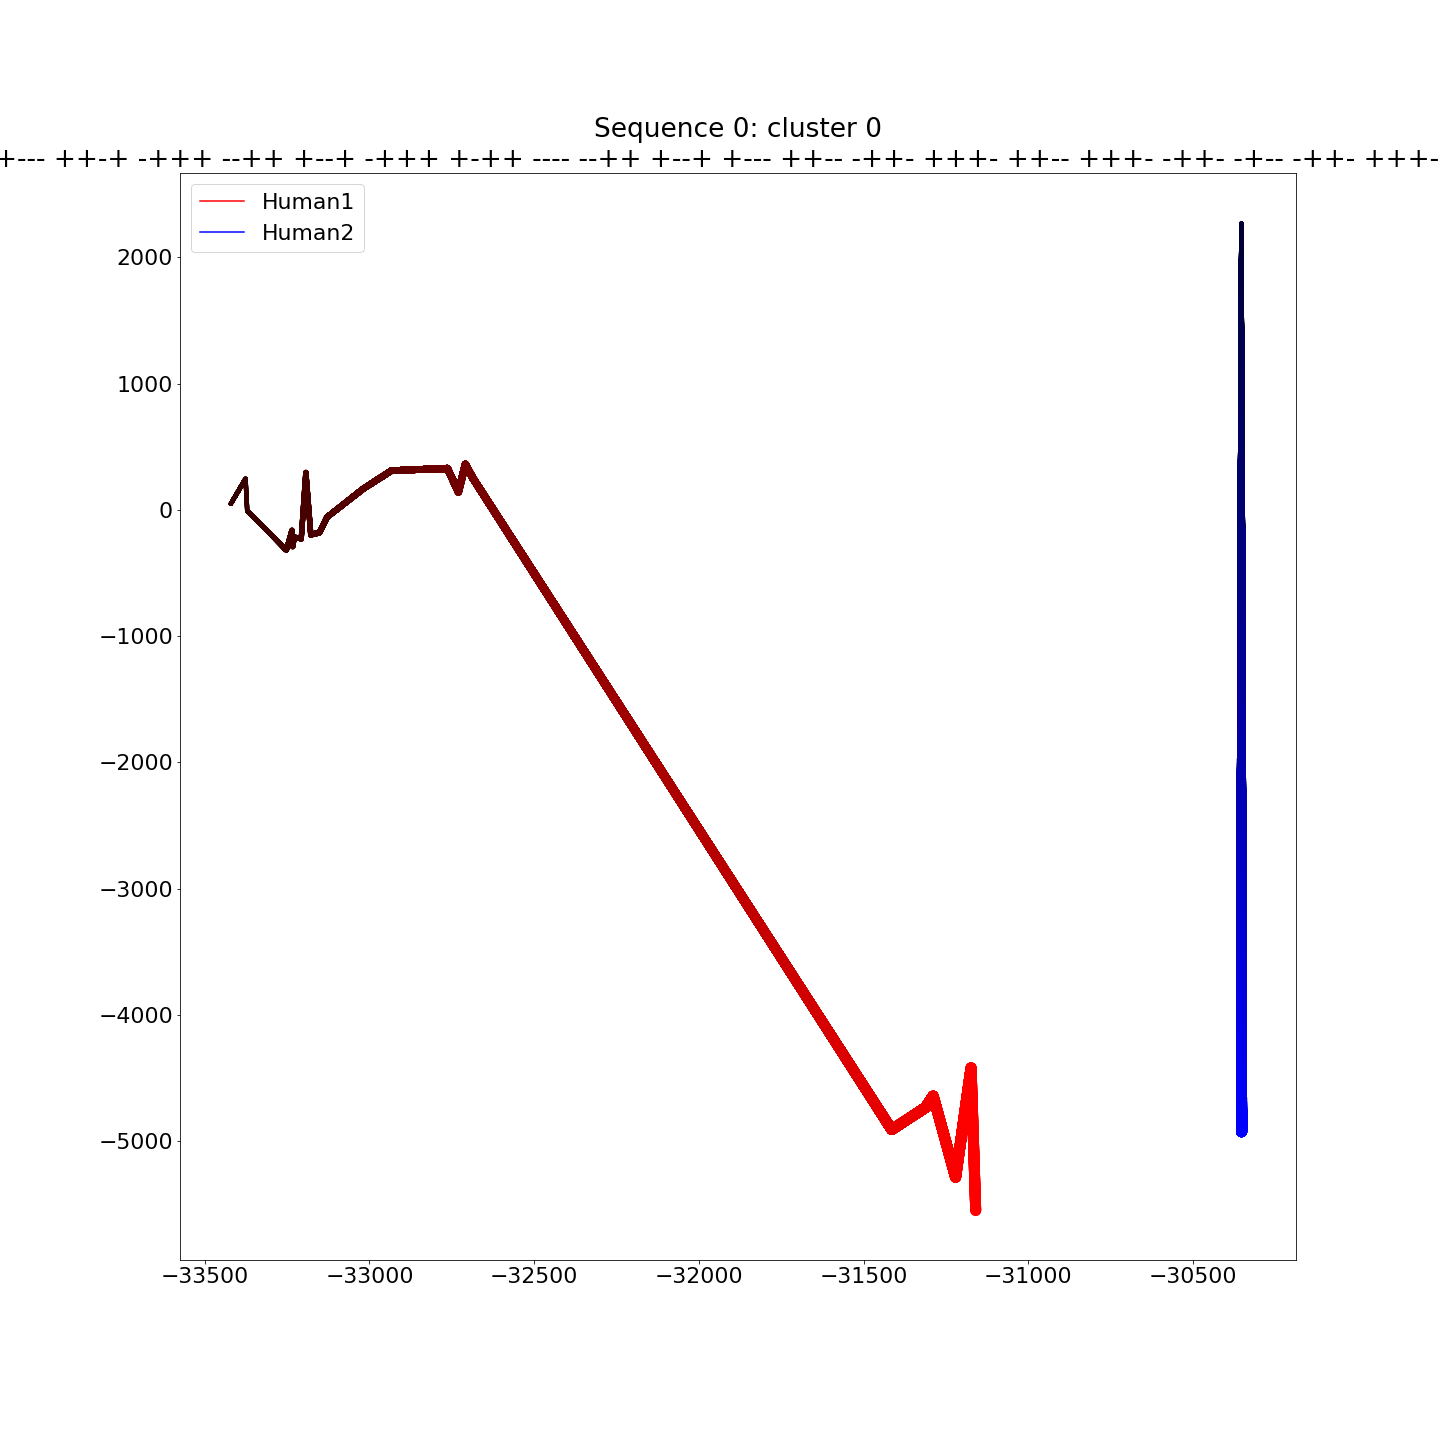 Sequence 0: cluster 0
+--- ++-+ -+++ --++ +--+ -+++ +-++ ---- --++ +--+ +--- ++-- -++- +++- ++-- +++- -++- -+-- -++- +++-
Human1
Human2
2000
1000
0
−1000
−2000
−3000
−4000
−5000
−33500 −33000 −32500 −32000 −31500 −31000 −30500